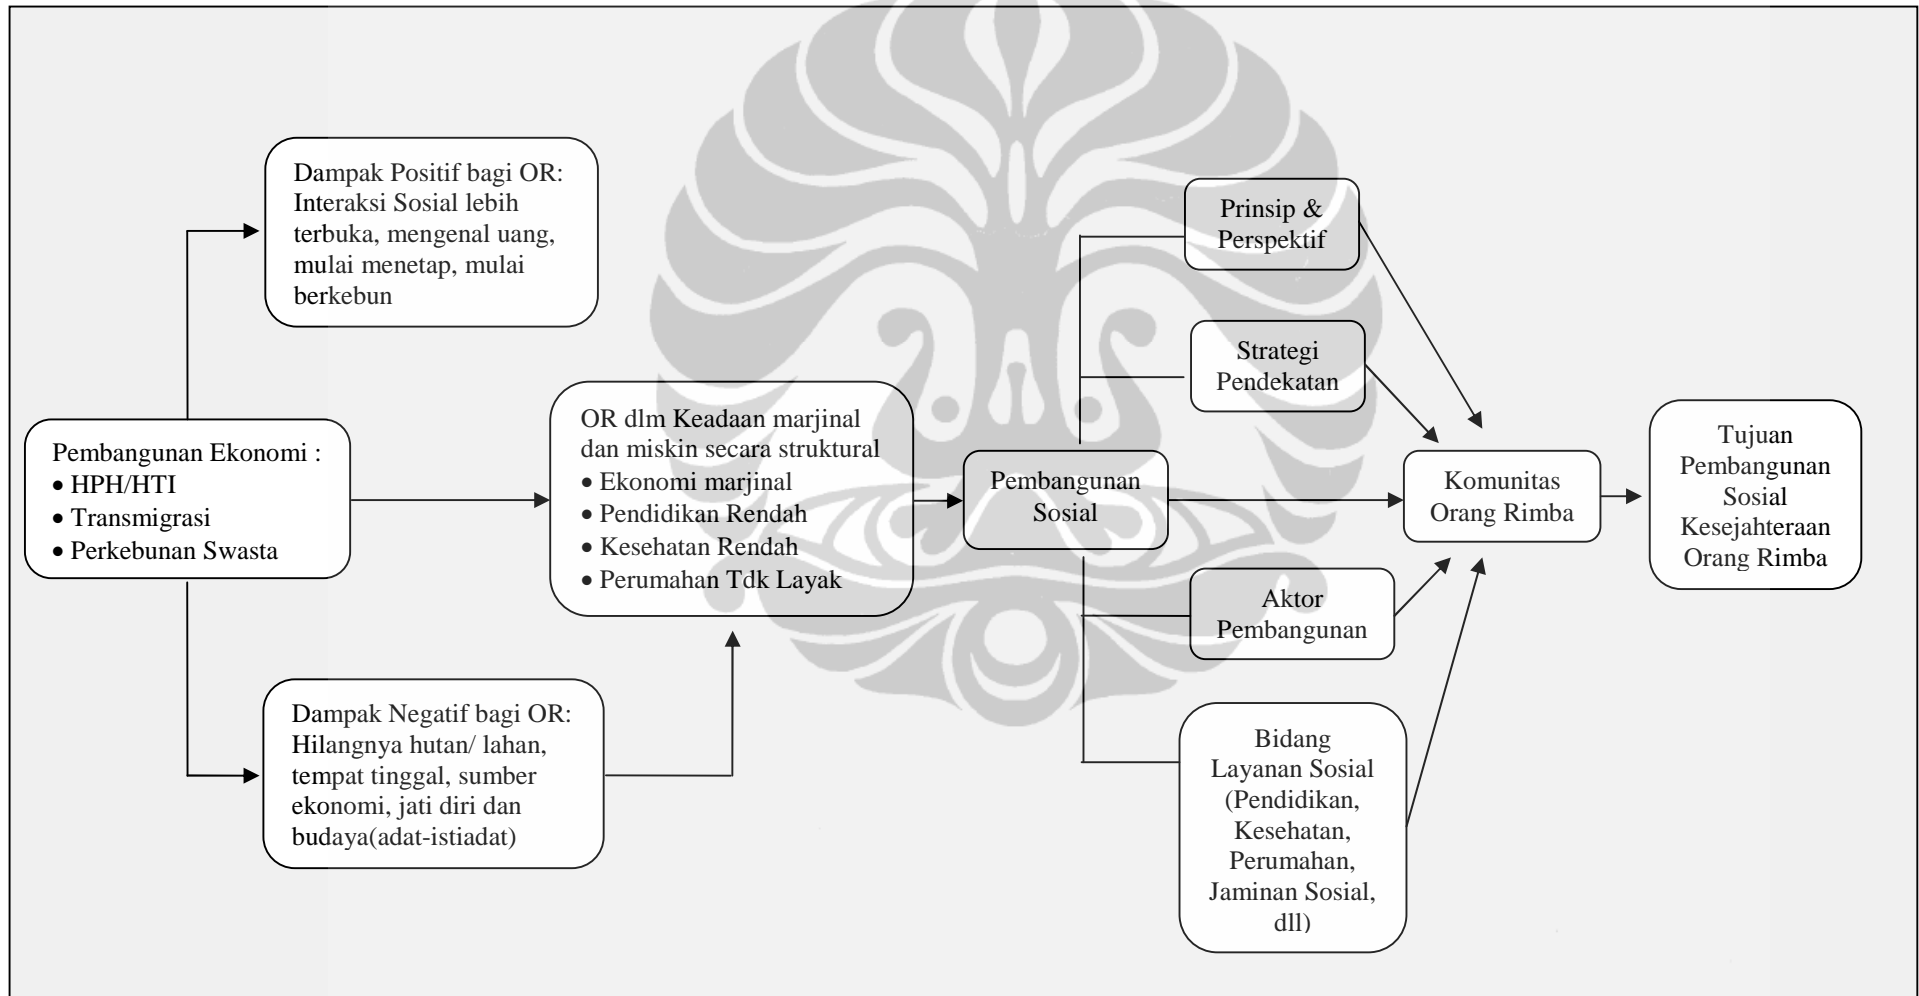 Dampak Positif bagi OR:
Interaksi Sosial lebih
terbuka, mengenal uang,
mulai menetap, mulai
berkebun
Pembangunan Ekonomi :
• HPH/HTI
• Transmigrasi
• Perkebunan Swasta
OR dlm Keadaan marjinal
dan miskin secara struktural
• Ekonomi marjinal
• Pendidikan Rendah
• Kesehatan Rendah
• Perumahan Tdk Layak
Dampak Negatif bagi OR:
Hilangnya hutan/ lahan,
tempat tinggal, sumber
ekonomi, jati diri dan
budaya(adat-istiadat)
Pembangunan
Sosial
Prinsip &
Perspektif
Strategi
Pendekatan
Aktor
Pembangunan
Bidang
Layanan Sosial
(Pendidikan,
Kesehatan,
Perumahan,
Jaminan Sosial,
dll)
Komunitas
Orang Rimba
Tujuan
Pembangunan
Sosial
Kesejahteraan
Orang Rimba